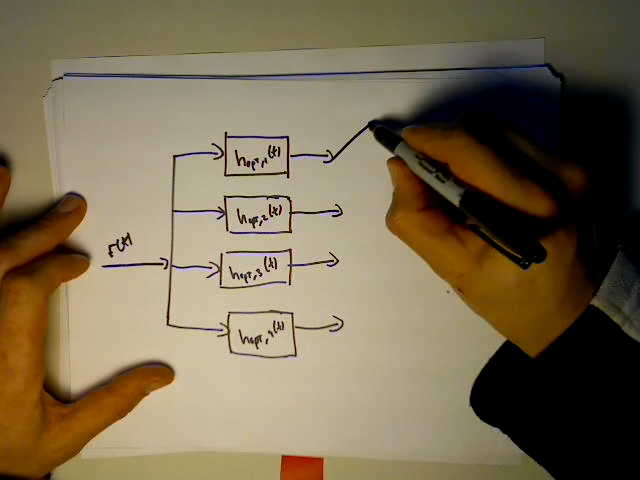 h_opt,1(t)
h_opt,2(t)
r(t)
h_opt,3(t)
h_opt,4(t)